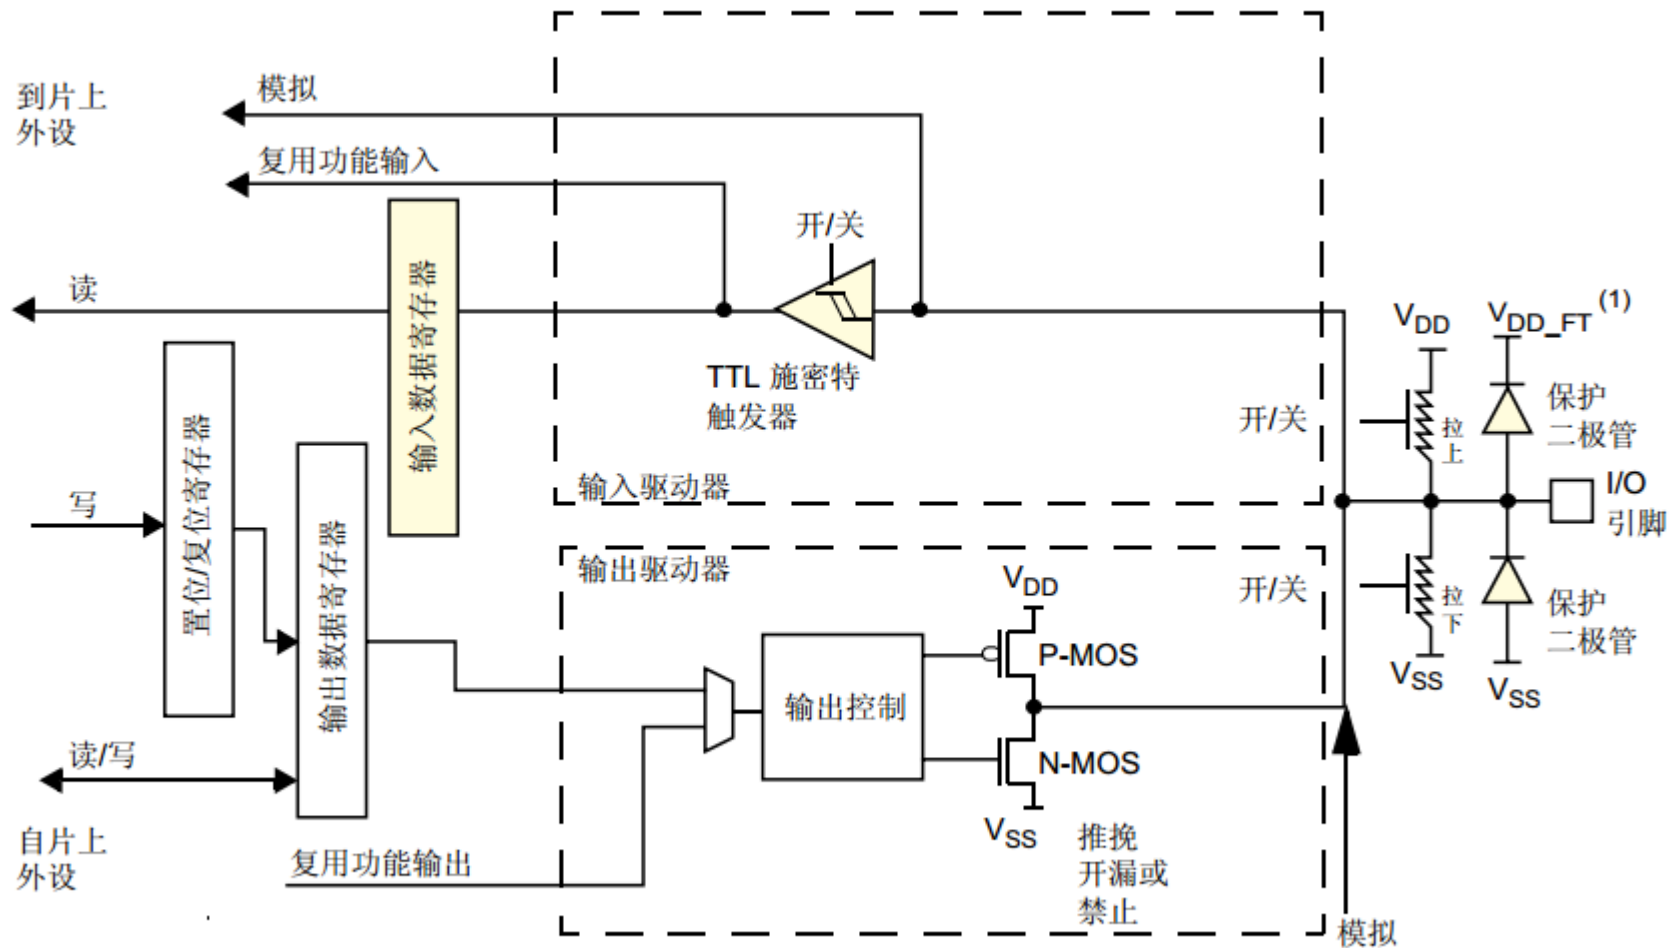 到片上
外设
模拟
复用功能输入
读
输入数据寄存器
开/关
TTL 施密特
触发器
输入驱动器
置位/复位寄存器
写
输出数据寄存器
读/写
自片上
外设
复用功能输出
输出驱动器
输出控制
VDD
P-MOS
N-MOS
VSS
推挽
开漏或
禁止
开/关
开/关
VDD
VDD_FT (1)
拉
上
保护
二极管
I/O
引脚
拉
下
保护
二极管
VSS
VSS
模拟